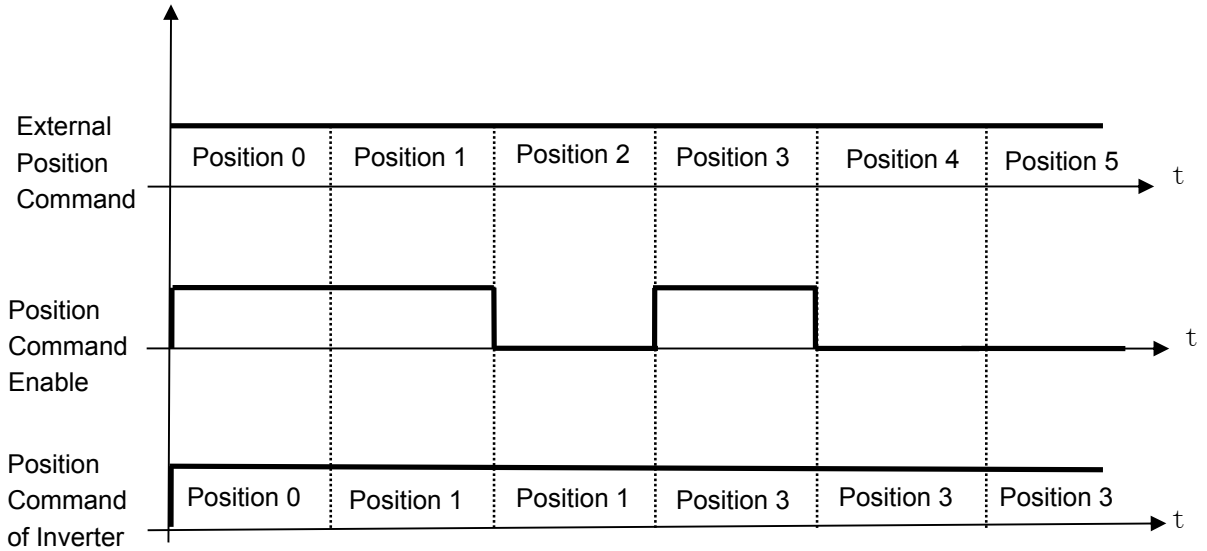 External
Position
Command
Position 0 Position 1 Position 2 Position 3 Position 4 Position 5
t
Position
Command
Enable
t
Position
Command
of Inverter
Position 0 Position 1 Position 1 Position 3 Position 3 Position 3
t